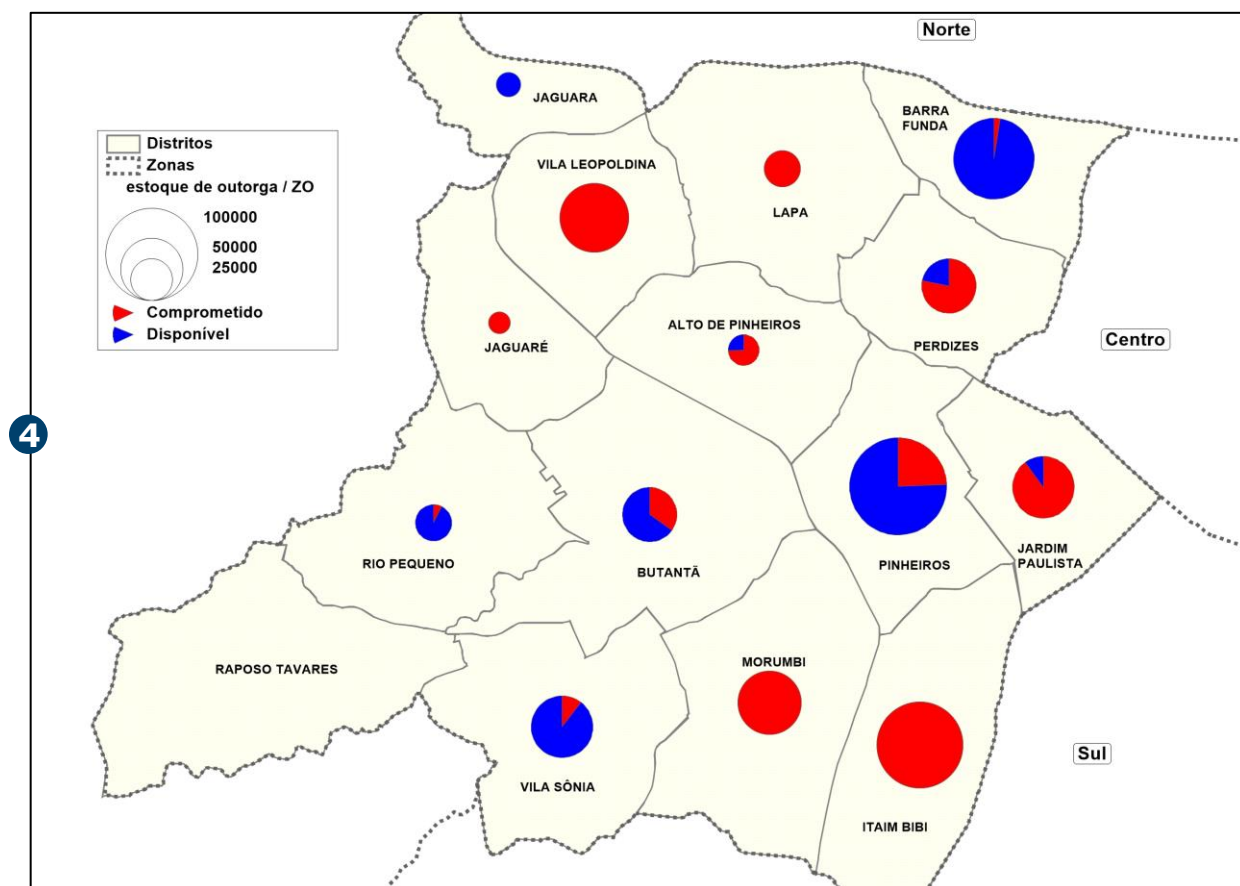 Norte
JAGUARA
BARRA
FUNDA
Distritos
Zonas
estoque de outorga / ZO
100000
50000
25000
Comprometido
Disponível
VILA LEOPOLDINA
LAPA
JAGUARÉ
ALTO DE PINHEIROS
PERDIZES
Centro
4
RIO PEQUENO
BUTANTÃ
PINHEIROS
JARDIM
PAULISTA
RAPOSO TAVARES
MORUMBI
VILA SÔNIA
ITAIM BIBI
Sul